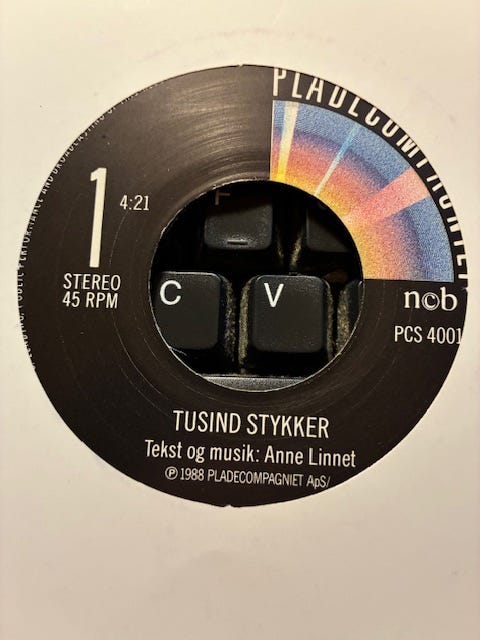 PLADECOMPAGNIET
1
4:21
STEREO
45 RPM
n©b
PCS 4001
F
C
V
TUSIND STYKKER
Tekst og musik: Anne Linnet
℗ 1988 PLADECOMPAGNIET ApS/